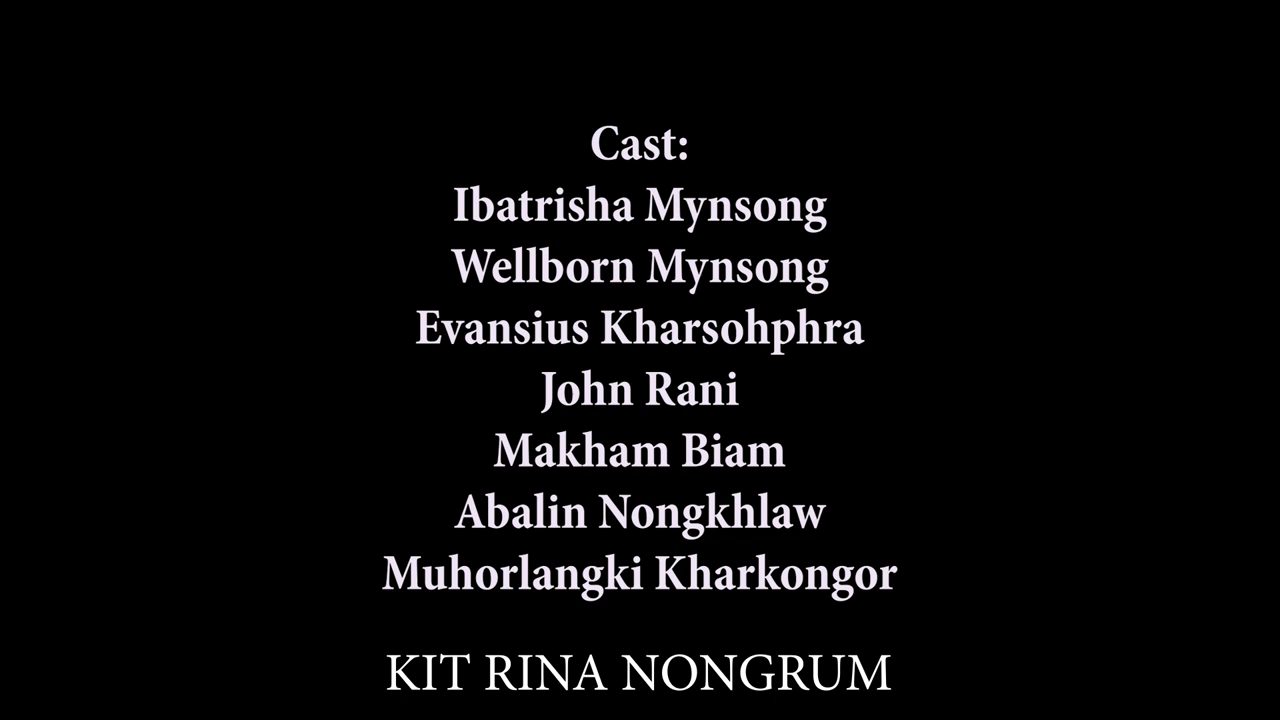 Cast:
Ibatrisha Mynsong
Wellborn Mynsong
Evansius Kharsohphra
John Rani
Makham Biam
Abalin Nongkhlaw
Muhorlangki Kharkongor
KIT RINA NONGRUM